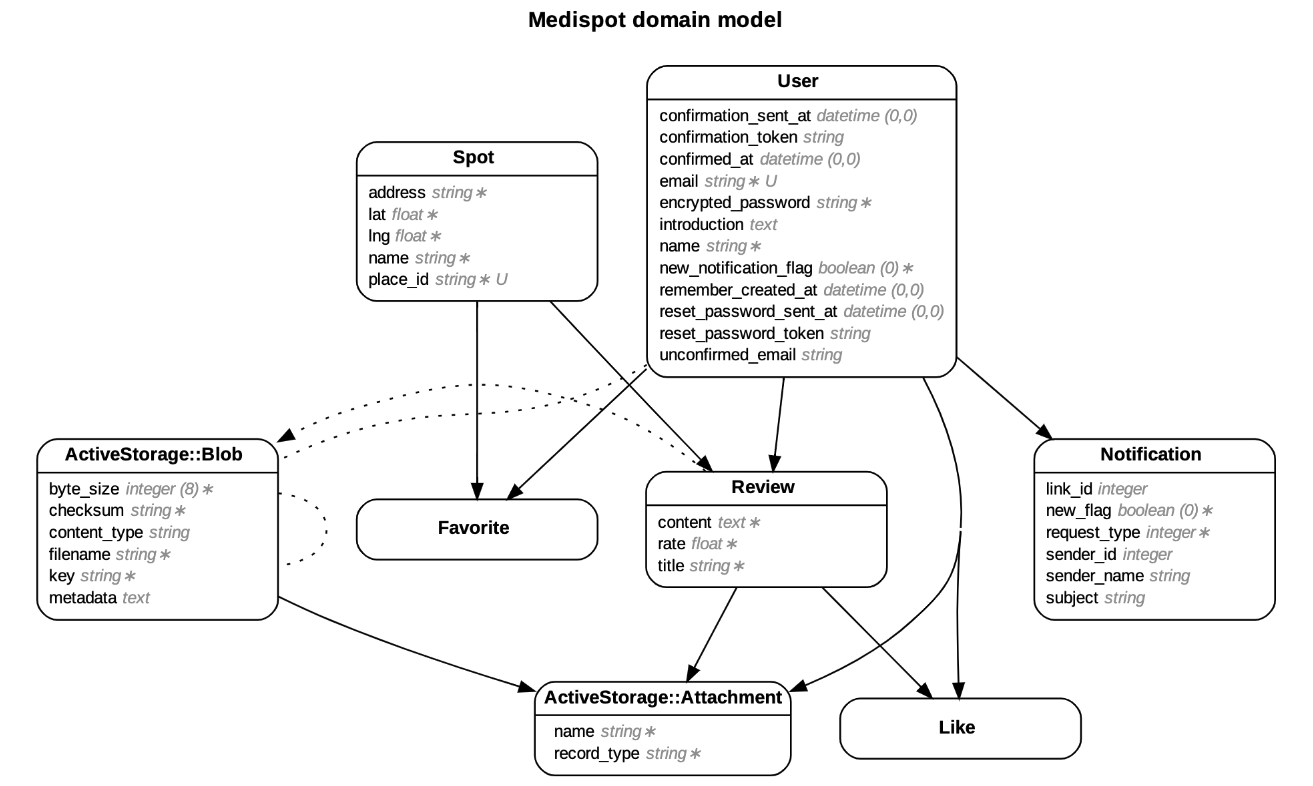 Medispot domain model
User
confirmation_sent_at datetime (0,0)
confirmation_token string
confirmed_at datetime (0,0)
email string∗ U
encrypted_password string∗
introduction text
name string∗
new_notification_flag boolean (0)∗
remember_created_at datetime (0,0)
reset_password_sent_at datetime (0,0)
reset_password_token string
unconfirmed_email string
Spot
address string∗
lat float∗
lng float∗
name string∗
place_id string∗ U
ActiveStorage::Blob
byte_size integer (8)∗
checksum string∗
content_type string
filename string∗
key string∗
metadata text
Favorite
Review
content text∗
rate float∗
title string∗
Notification
link_id integer
new_flag boolean (0)∗
request_type integer∗
sender_id integer
sender_name string
subject string
ActiveStorage::Attachment
name string∗
record_type string∗
Like